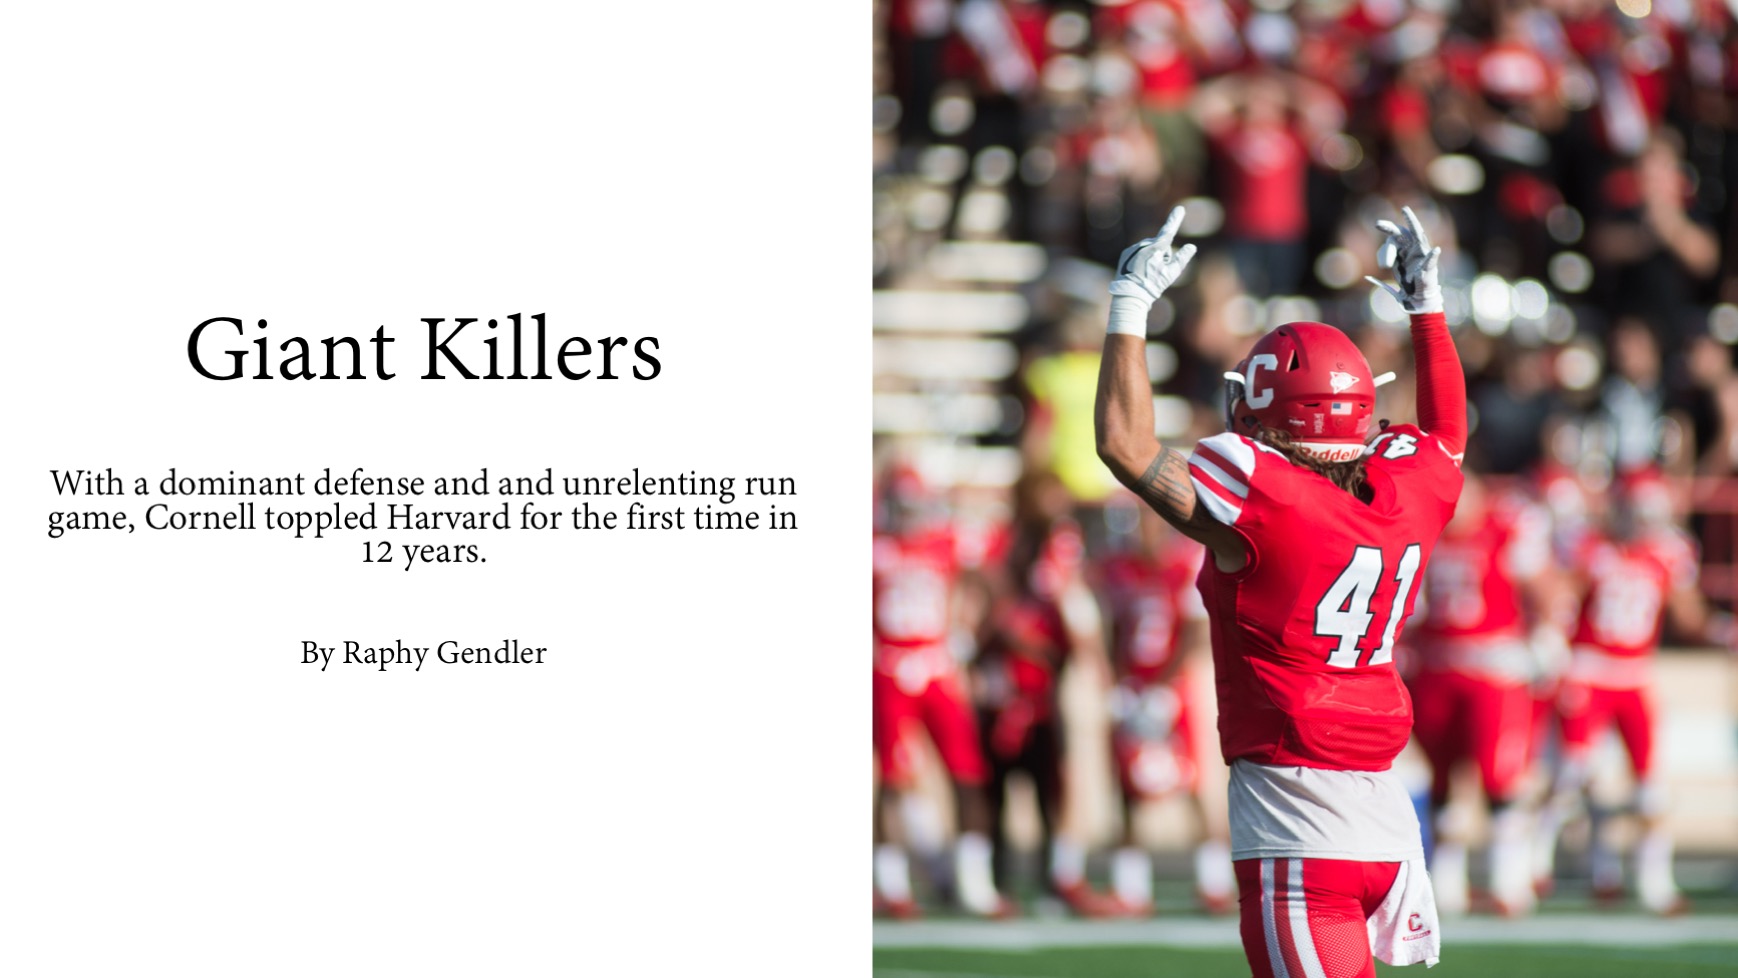 Giant Killers
With a dominant defense and and unrelenting run
game, Cornell toppled Harvard for the first time in
12 years.
By Raphy Gendler
C
Riddell
41
41
C